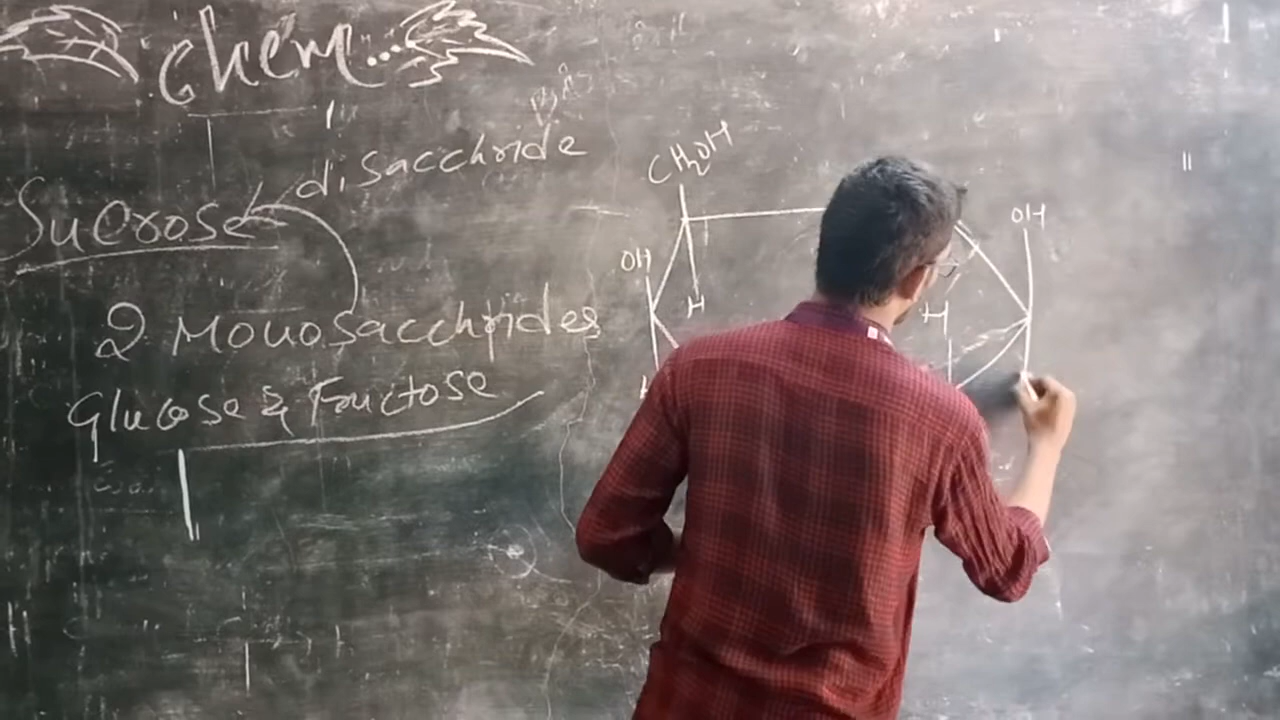 Chem...
disacchride
Sucrose
2 Monosacchrides
Glucose & Fructose
CH₂OH
OH
OH
H
H